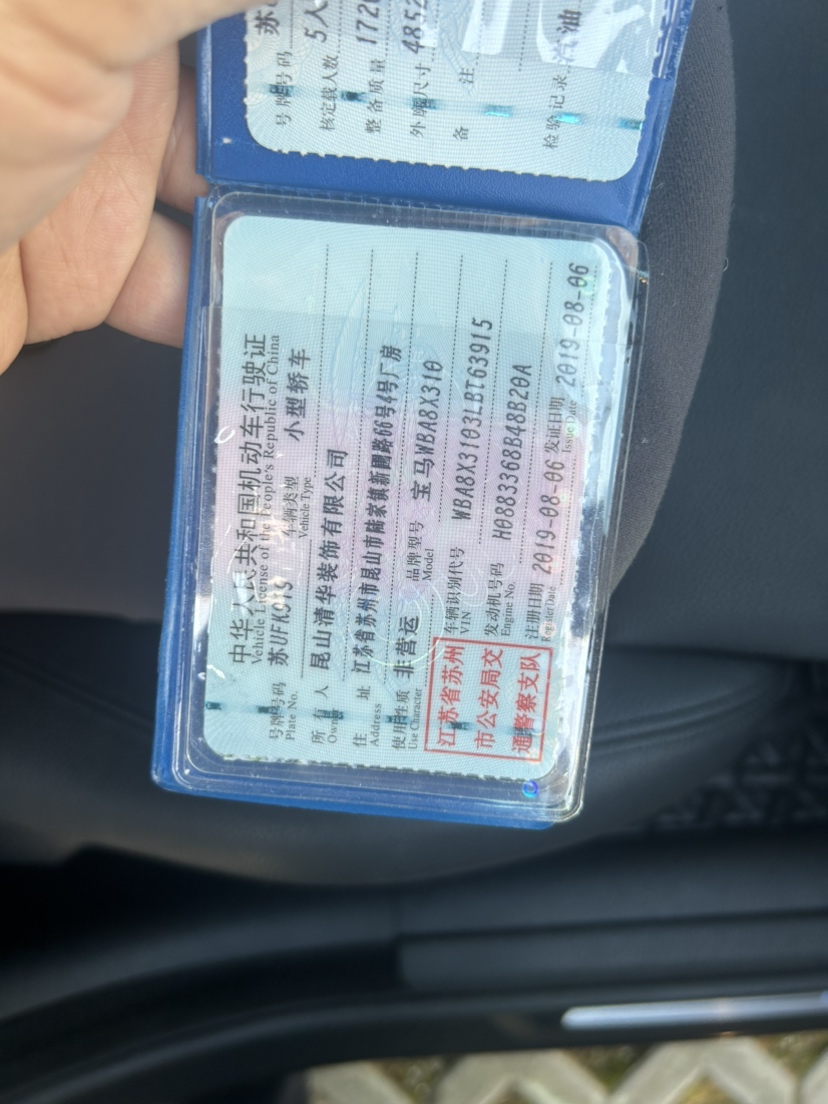 中华人民共和国机动车行驶证
Vehicle License of the People's Republic of China
号牌号码 苏UFK919 车辆类型 小型轿车
Plate No. Vehicle Type
所有人 昆山清华装饰有限公司
Owner
住址 江苏省苏州市昆山市陆家镇新圃路66号4号厂房
Address
使用性质 非营运 品牌型号 宝马WBA8X310
Use Character Model
江苏省苏州
市公安局交
通警察支队
车辆识别代号 WBA8X3103LBT63915
VIN
发动机号码 H0883368B48B20A
Engine No.
注册日期 2019-08-06 发证日期 2019-08-06
Register Date Issue Date
号牌号码 苏
核定载人数 5人
整备质量 172
外廓尺寸 485
备注
检验记录 油